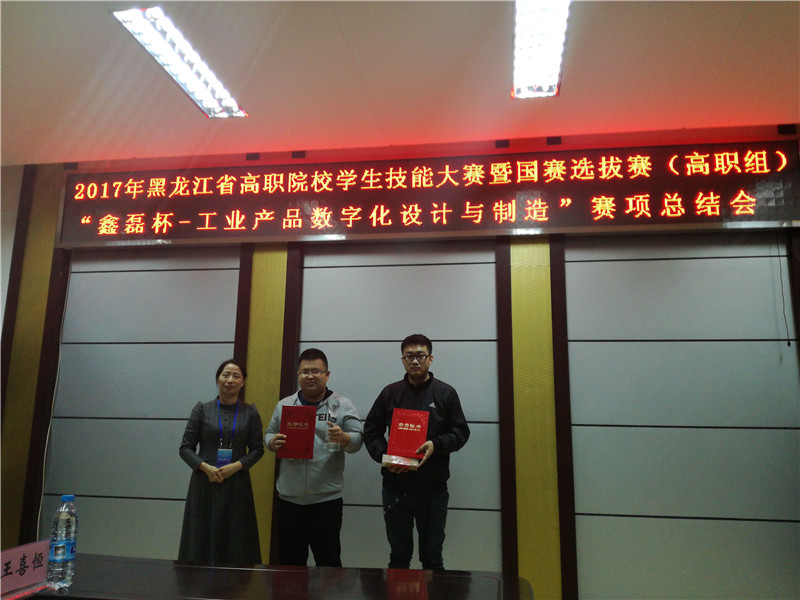 2017年黑龙江省高职院校学生技能大赛暨国赛选拔赛（高职组）
“鑫磊杯-工业产品数字化设计与制造”赛项总结会
王喜恒